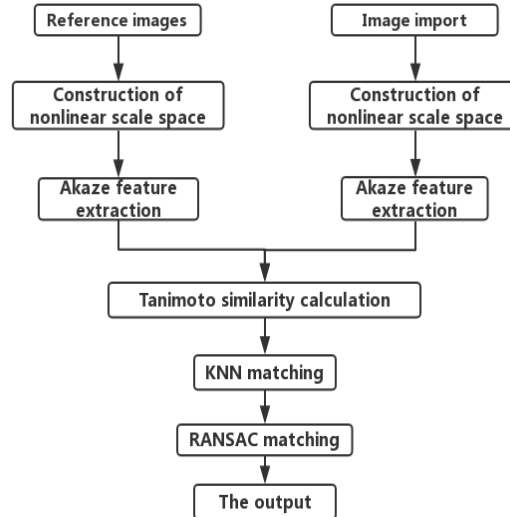 Reference images
Image import
Construction of
nonlinear scale space
Construction of
nonlinear scale space
Akaze feature
extraction
Akaze feature
extraction
Tanimoto similarity calculation
KNN matching
RANSAC matching
The output